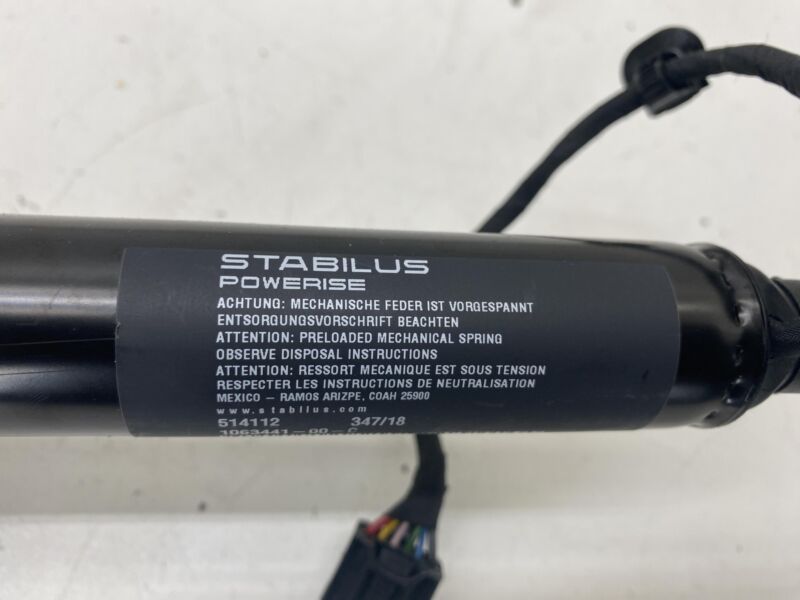 STABILUS
POWERISE
ACHTUNG: MECHANISCHE FEDER IST VORGESPANNT
ENTSORGUNGSVORSCHRIFT BEACHTEN
ATTENTION: PRELOADED MECHANICAL SPRING
OBSERVE DISPOSAL INSTRUCTIONS
ATTENTION: RESSORT MECANIQUE EST SOUS TENSION
RESPECTER LES INSTRUCTIONS DE NEUTRALISATION
MEXICO – RAMOS ARIZPE, COAH 25900
www.stabilus.com
514112 347/18
1063441-00-C